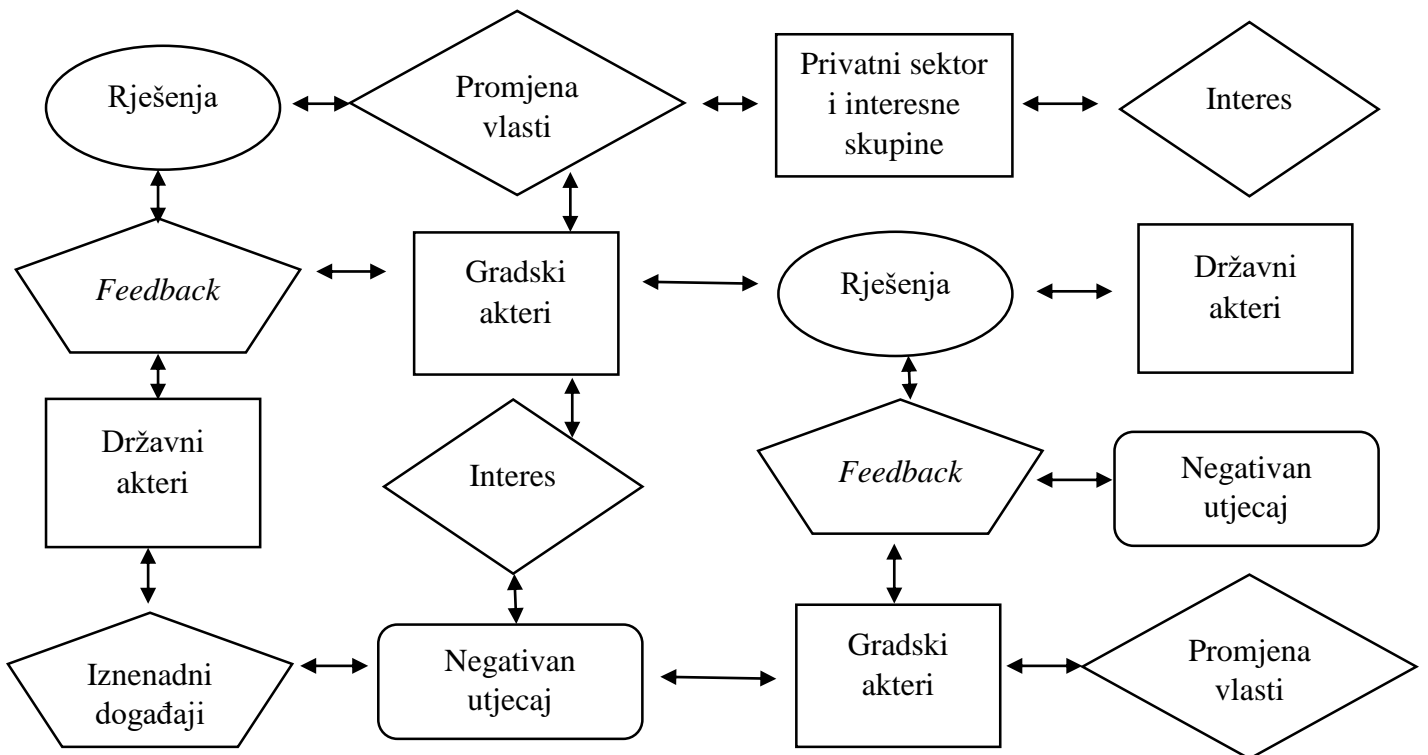 Rješenja
Promjena
vlasti
Privatni sektor
i interesne
skupine
Interes
Feedback
Gradski
akteri
Rješenja
Državni
akteri
Državni
akteri
Interes
Feedback
Negativan
utjecaj
Iznenadni
događaji
Negativan
utjecaj
Gradski
akteri
Promjena
vlasti